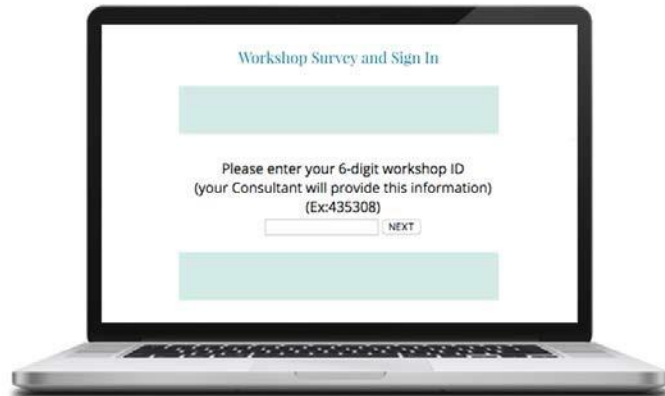 Workshop Survey and Sign In
Please enter your 6-digit workshop ID
(your Consultant will provide this information)
(Ex:435308)
NEXT